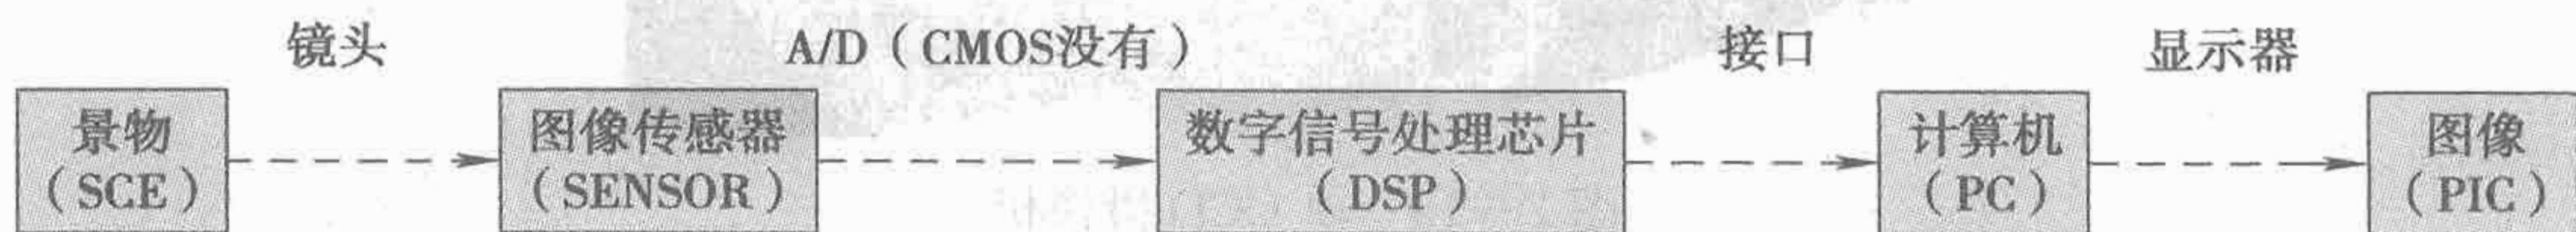 镜头
A/D（CMOS没有）
接口
显示器
景物
（SCE）
图像传感器
（SENSOR）
数字信号处理芯片
（DSP）
计算机
（PC）
图像
（PIC）